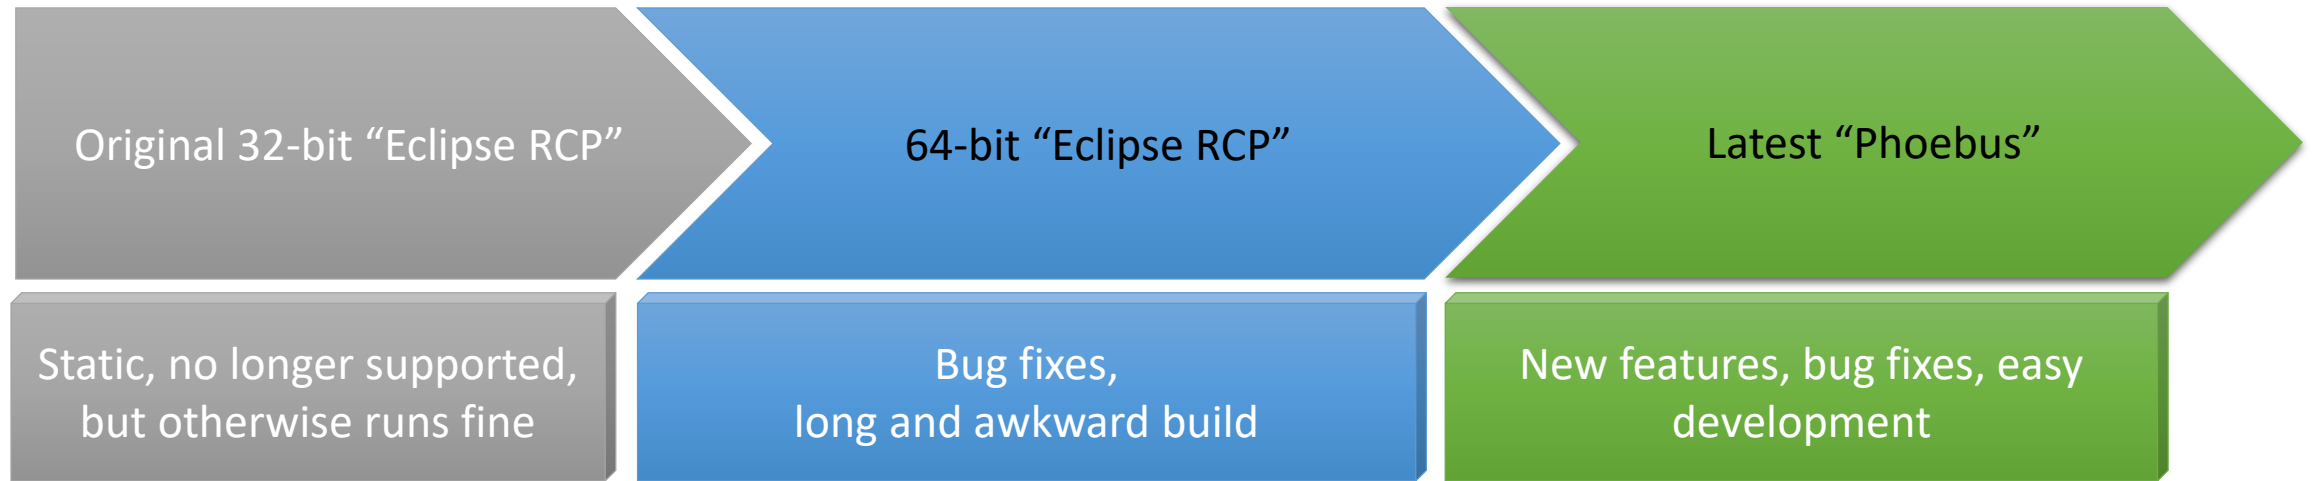 Original 32-bit “Eclipse RCP”
64-bit “Eclipse RCP”
Latest “Phoebus”
Static, no longer supported,
but otherwise runs fine
Bug fixes,
long and awkward build
New features, bug fixes, easy
development